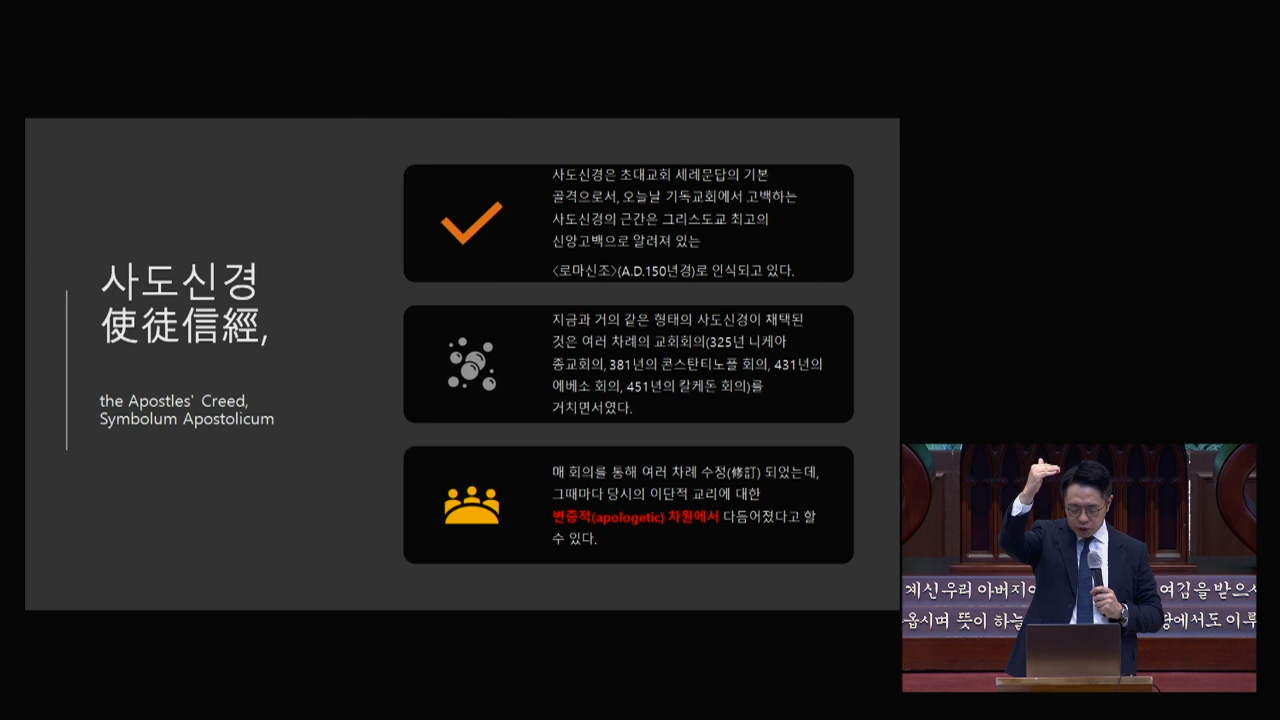 사도신경
使徒信經,
the Apostles' Creed,
Symbolum Apostolicum
사도신경은 초대교회 세례문답의 기본
골격으로서, 오늘날 기독교회에서 고백하는
사도신경의 근간은 그리스도교 최고의
신앙고백으로 알려져 있는
〈로마신조〉(A.D.150년경)로 인식되고 있다.
지금과 거의 같은 형태의 사도신경이 채택된
것은 여러 차례의 교회회의(325년 니케아
종교회의, 381년의 콘스탄티노플 회의, 431년의
에베소 회의, 451년의 칼케돈 회의)를
거치면서였다.
매 회의를 통해 여러 차례 수정(修訂) 되었는데,
그때마다 당시의 이단적 교리에 대한
변증적(apologetic) 차원에서 다듬어졌다고 할
수 있다.
계신우리 아버지여 여김을 받으시
옵시며 뜻이 하늘 땅에서도 이루